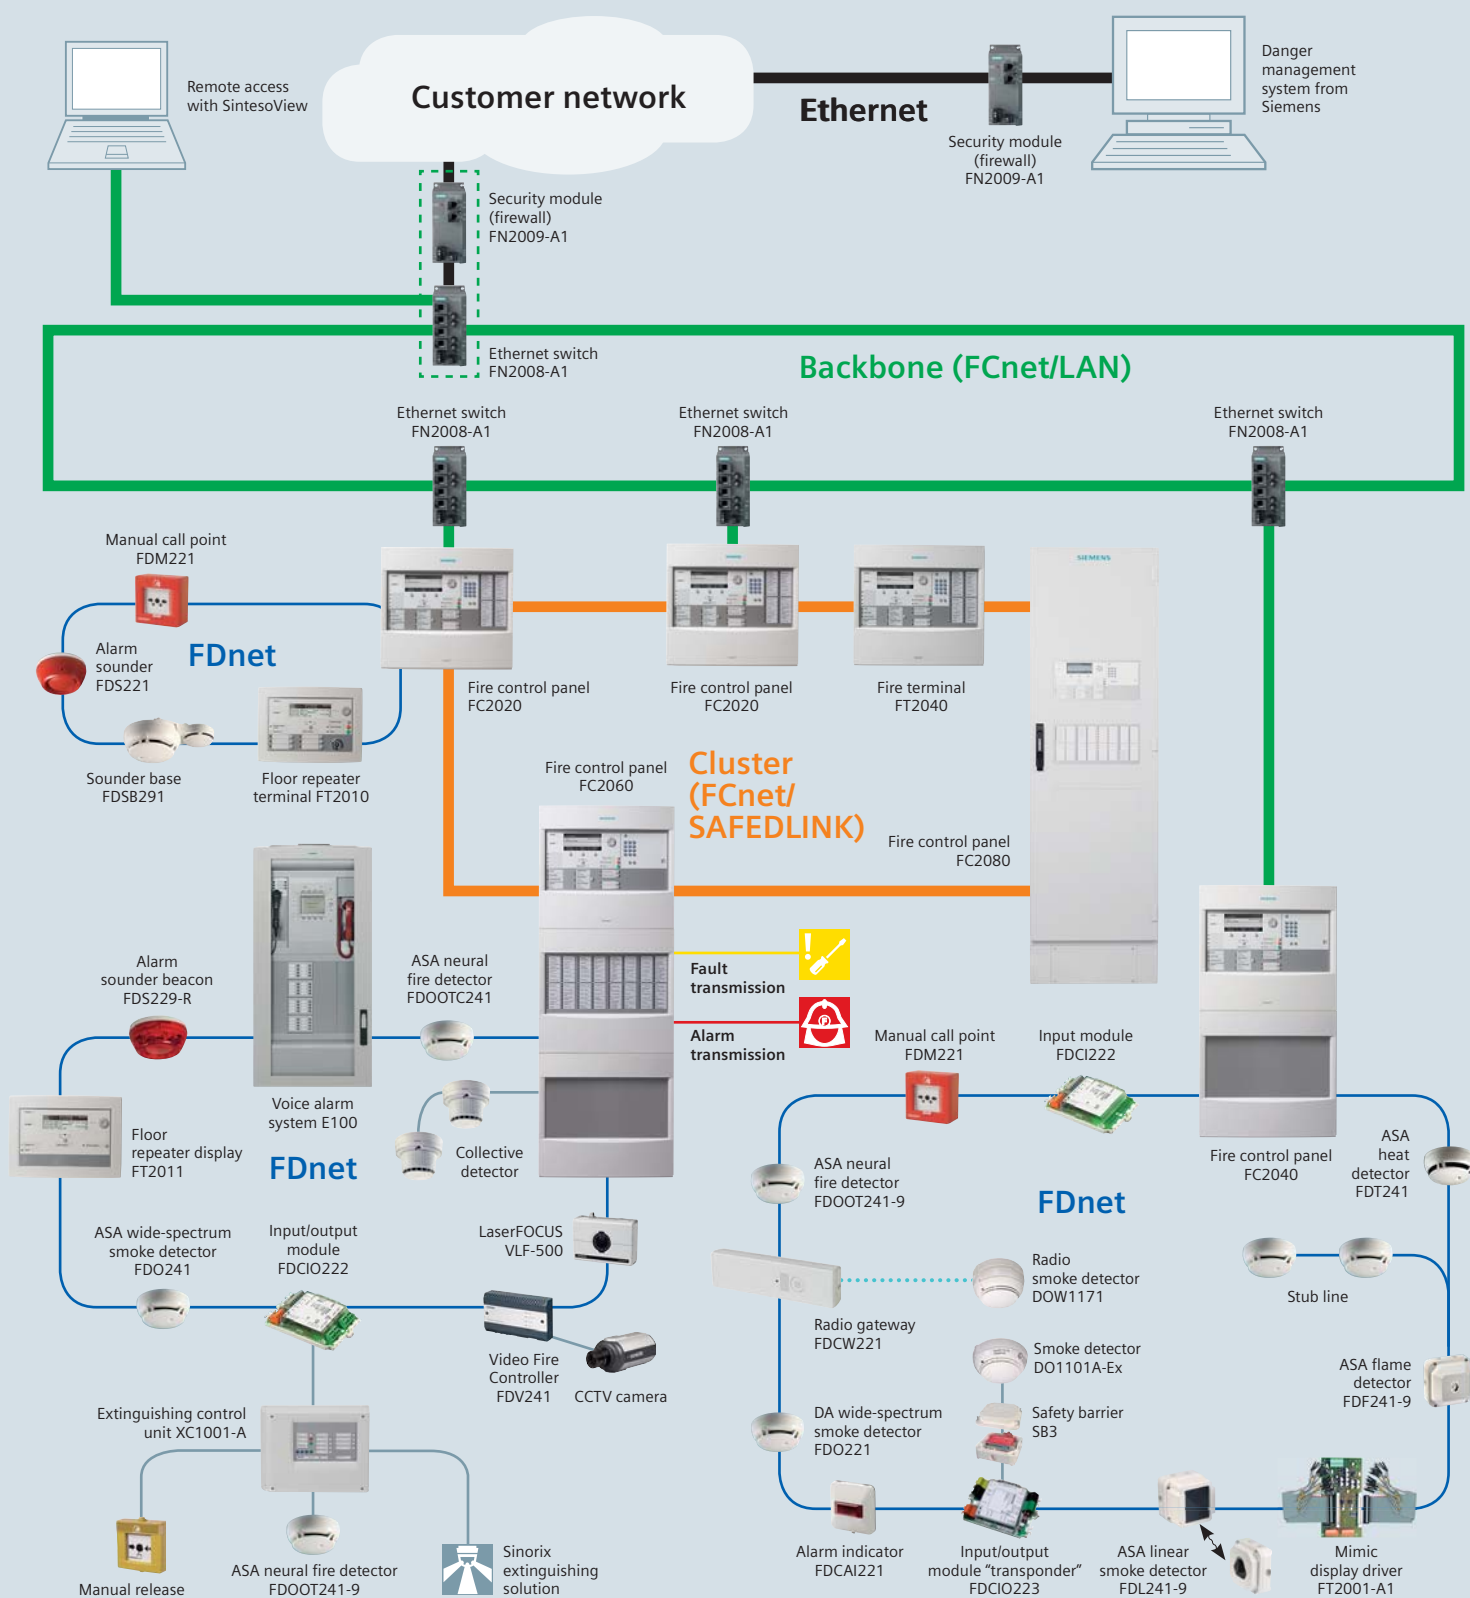 Remote access
with SintesoView
Customer network
Ethernet
Security module
(firewall)
FN2009-A1
Danger
management
system from
Siemens
Security module
(firewall)
FN2009-A1
Ethernet switch
FN2008-A1
Backbone (FCnet/LAN)
Ethernet switch
FN2008-A1
Ethernet switch
FN2008-A1
Ethernet switch
FN2008-A1
Manual call point
FDM221
Alarm
sounder
FDS221
FDnet
Sounder base
FDSB291
Floor repeater
terminal FT2010
Fire control panel
FC2020
Fire control panel
FC2020
Fire terminal
FT2040
SIEMENS
Fire control panel
FC2060
Cluster
(FCnet/
SAFEDLINK)
Fire control panel
FC2080
Alarm
sounder beacon
FDS229-R
ASA neural
fire detector
FDOOTC241
Fault
transmission
Alarm
transmission
Voice alarm
system E100
Floor
repeater display
FT2011
FDnet
Collective
detector
ASA wide-spectrum
smoke detector
FDO241
Input/output
module
FDCIO222
LaserFOCUS
VLF-500
Video Fire
Controller
FDV241
CCTV camera
Extinguishing control
unit XC1001-A
Manual release
ASA neural fire detector
FDOOT241-9
Sinorix
extinguishing
solution
Manual call point
FDM221
Input module
FDCI222
Fire control panel
FC2040
ASA
heat
detector
FDT241
ASA neural
fire detector
FDOOT241-9
FDnet
Radio
smoke detector
DOW1171
Stub line
Radio gateway
FDCW221
Smoke detector
DO1101A-Ex
ASA flame
detector
FDF241-9
DA wide-spectrum
smoke detector
FDO221
Safety barrier
SB3
Alarm indicator
FDCAI221
Input/output
module “transponder”
FDCIO223
ASA linear
smoke detector
FDL241-9
Mimic
display driver
FT2001-A1